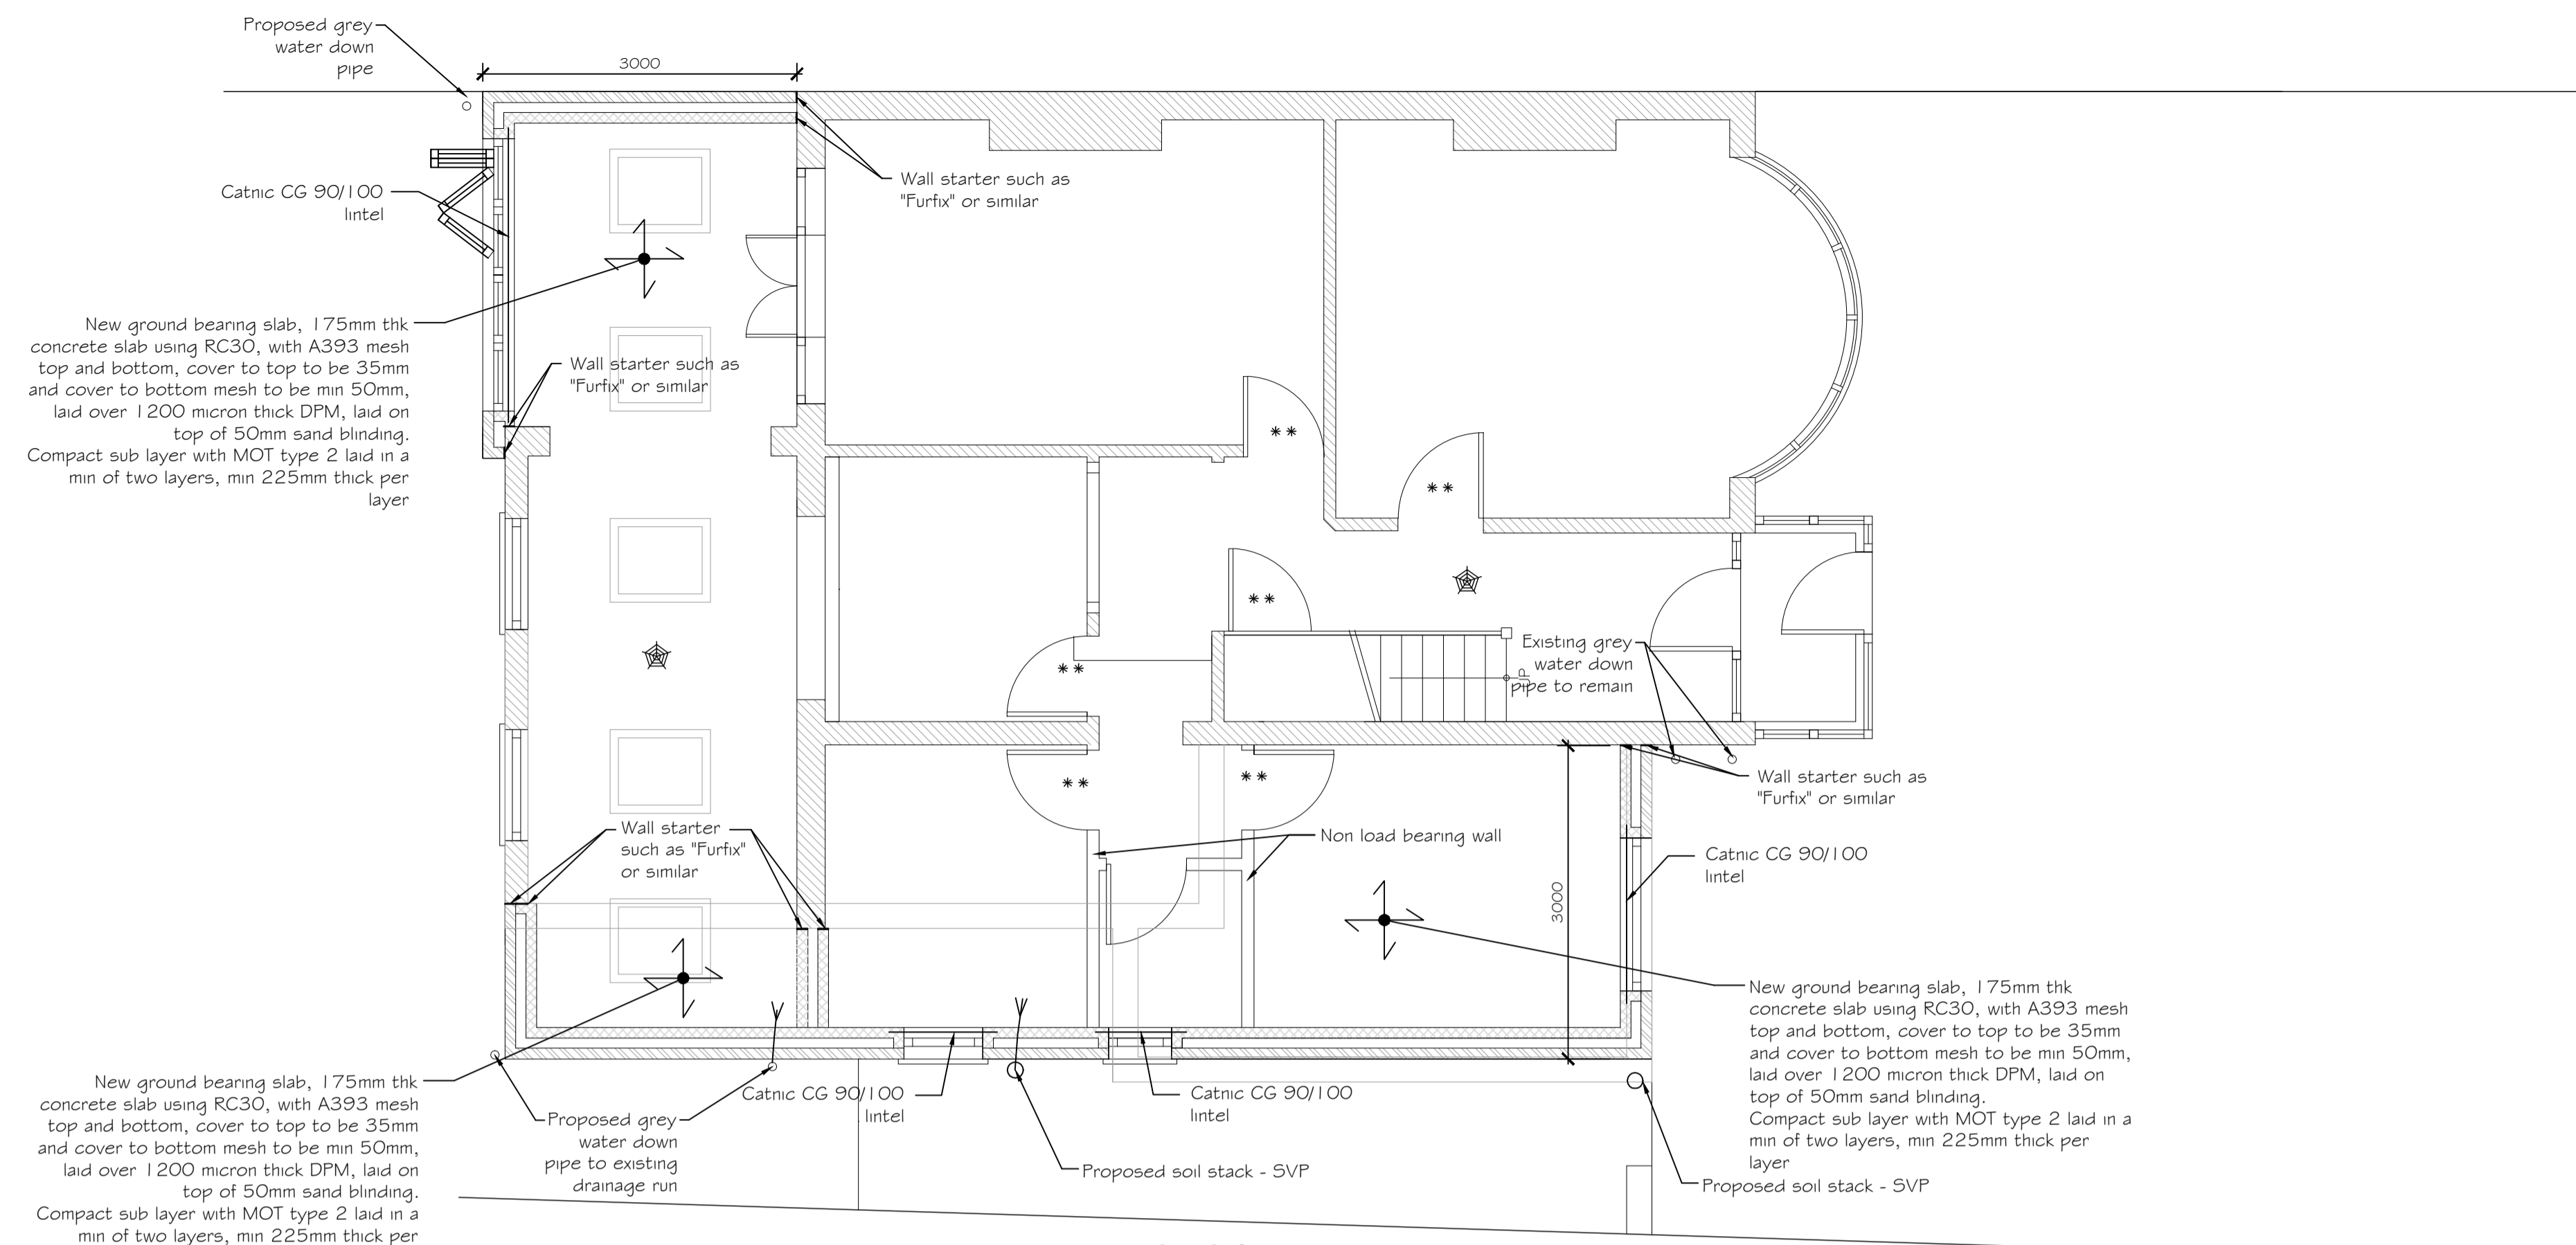 Proposed grey
water down
pipe
3000
Catnic CG 90/100
lintel
Wall starter such as
"Furfix" or similar
New ground bearing slab, 175mm thk
concrete slab using RC30, with A393 mesh
top and bottom, cover to top to be 35mm
and cover to bottom mesh to be min 50mm,
laid over 1200 micron thick DPM, laid on
top of 50mm sand blinding.
Compact sub layer with MOT type 2 laid in a
min of two layers, min 225mm thick per
layer
Wall starter such as
"Furfix" or similar
**
**
**
**
Existing grey
water down
pipe to remain
UP
**
**
Wall starter such as
"Furfix" or similar
Wall starter
such as "Furfix"
or similar
Non load bearing wall
Catnic CG 90/100
lintel
3000
New ground bearing slab, 175mm thk
concrete slab using RC30, with A393 mesh
top and bottom, cover to top to be 35mm
and cover to bottom mesh to be min 50mm,
laid over 1200 micron thick DPM, laid on
top of 50mm sand blinding.
Compact sub layer with MOT type 2 laid in a
min of two layers, min 225mm thick per
layer
New ground bearing slab, 175mm thk
concrete slab using RC30, with A393 mesh
top and bottom, cover to top to be 35mm
and cover to bottom mesh to be min 50mm,
laid over 1200 micron thick DPM, laid on
top of 50mm sand blinding.
Compact sub layer with MOT type 2 laid in a
min of two layers, min 225mm thick per
Proposed grey
water down
pipe to existing
drainage run
Catnic CG 90/100
lintel
Catnic CG 90/100
lintel
Proposed soil stack - SVP
Proposed soil stack - SVP